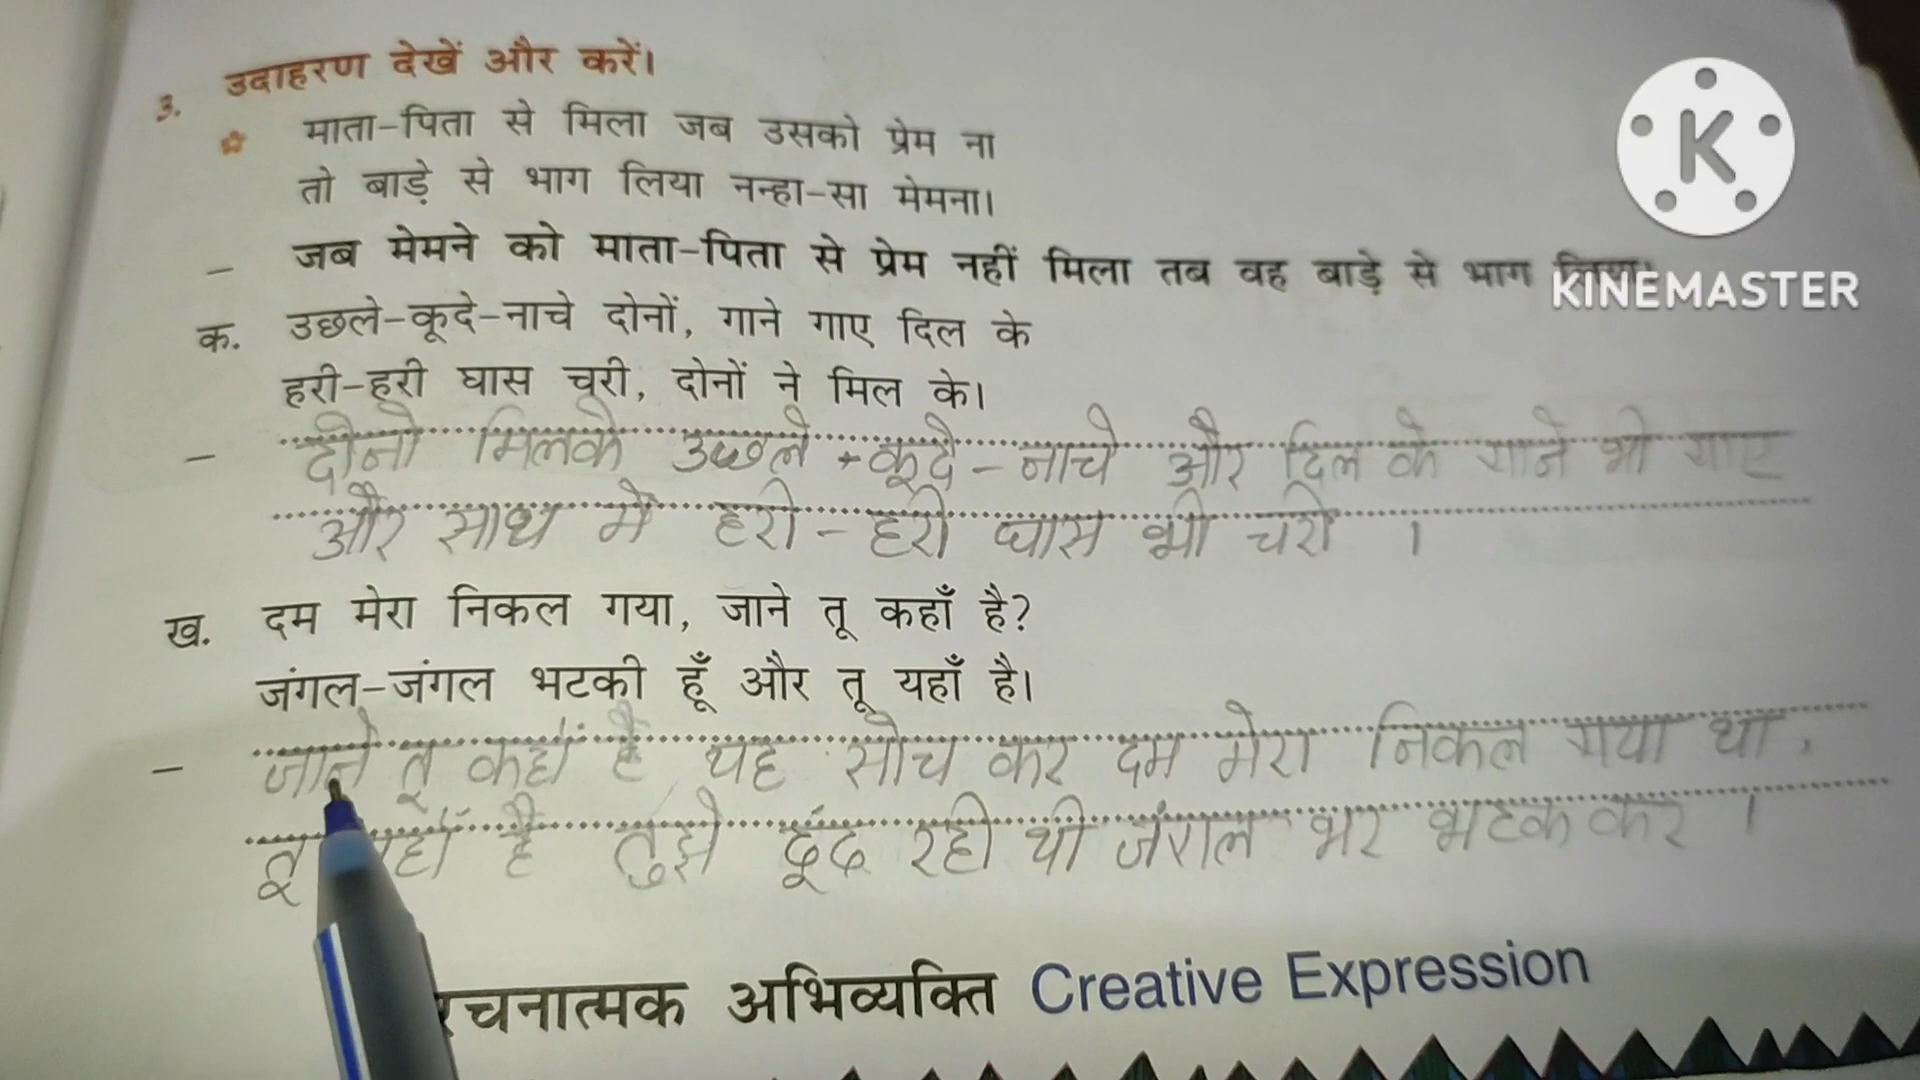 3. उदाहरण देखें और करें।
माता-पिता से मिला जब उसको प्रेम ना
तो बाड़े से भाग लिया नन्हा-सा मेमना।
– जब मेमने को माता-पिता से प्रेम नहीं मिला तब वह बाड़े से भाग लिया।
KINEMASTER
क. उछले-कूदे-नाचे दोनों, गाने गाए दिल के
हरी-हरी घास चरी, दोनों ने मिल के।
– दोनो मिलके उछले - कूदे - नाचे और दिल के गाने भी गाए
और साथ में हरी - हरी घास भी चरी ।
ख. दम मेरा निकल गया, जाने तू कहाँ है?
जंगल-जंगल भटकी हूँ और तू यहाँ है।
– जाने तू कहाँ है यह सोच कर दम मेरा निकल गया था,
तू है तुझे ढूंढ रही थी जंगल भर भटक कर ।
रचनात्मक अभिव्यक्ति Creative Expression